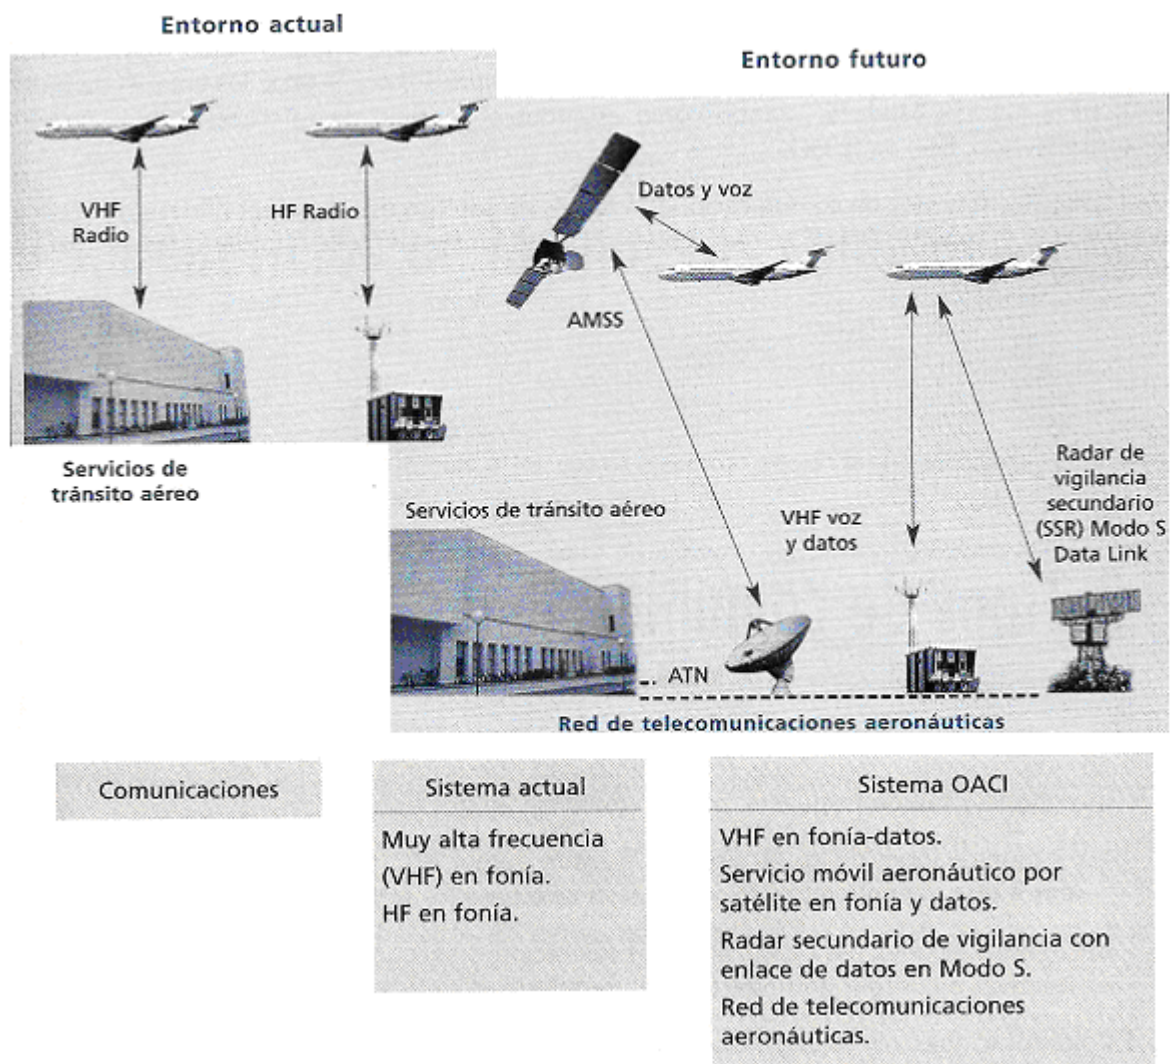 Entorno actual
VHF
Radio
HF Radio
Servicios de
tránsito aéreo
Entorno futuro
Datos y voz
AMSS
Servicios de tránsito aéreo
VHF voz
y datos
Radar de
vigilancia
secundario
(SSR) Modo S
Data Link
ATN
Red de telecomunicaciones aeronáuticas
Comunicaciones
Sistema actual
Muy alta frecuencia
(VHF) en fonía.
HF en fonía.
Sistema OACI
VHF en fonía-datos.
Servicio móvil aeronáutico por
satélite en fonía y datos.
Radar secundario de vigilancia con
enlace de datos en Modo S.
Red de telecomunicaciones
aeronáuticas.